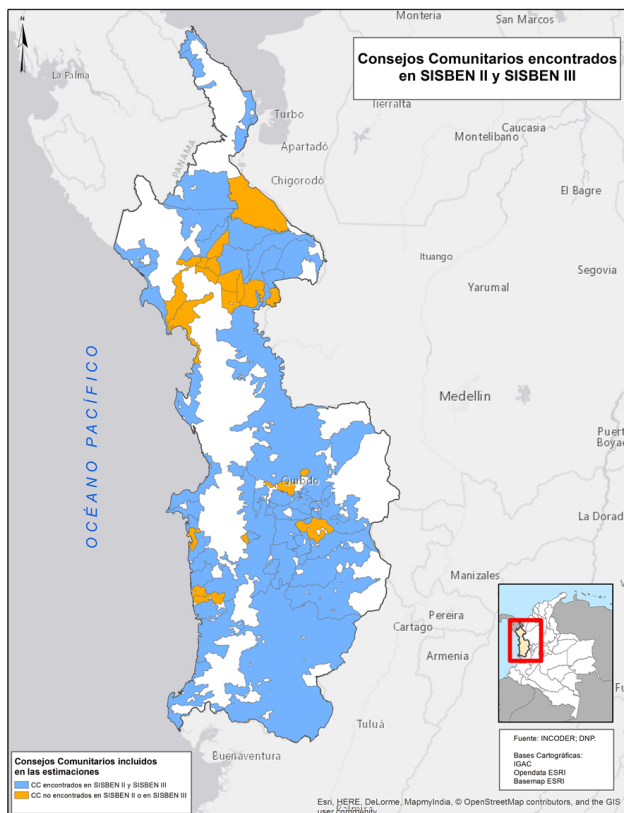 N
Monteria
San Marcos
Consejos Comunitarios encontrados
en SISBEN II y SISBEN III
La Palma
Tierralta
Turbo
Caucasia
Montelibano
PANAMA
Apartadó
Chigorodó
El Bagre
Ituango
Segovia
Yarumal
OCÉANO PACÍFICO
Medellin
Quibdo
La Dorad
Manizales
Pereira
Cartago
Armenia
Tuluá
Buenaventura
Fuente: INCODER; DNP.
Bases Cartográficas:
IGAC
Opendata ESRI
Basemap ESRI
Consejos Comunitarios incluidos
en las estimaciones
CC encontrados en SISBEN II y SISBEN III
CC no encontrados en SISBEN II o en SISBEN III
Esri, HERE, DeLorme, MapmyIndia, © OpenStreetMap contributors, and the GIS
user community